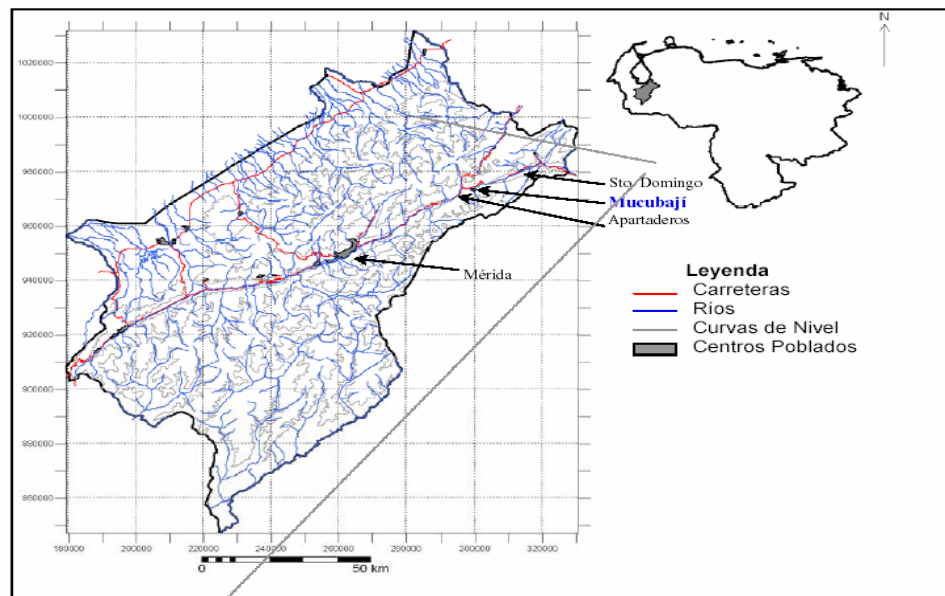 N
1020000
1000000
980000
960000
940000
920000
900000
880000
860000
180000 200000 220000 240000 260000 280000 300000 320000
0 50 km
Sto. Domingo
Mucubají
Apartaderos
Mérida
Leyenda
Carreteras
Ríos
Curvas de Nivel
Centros Poblados